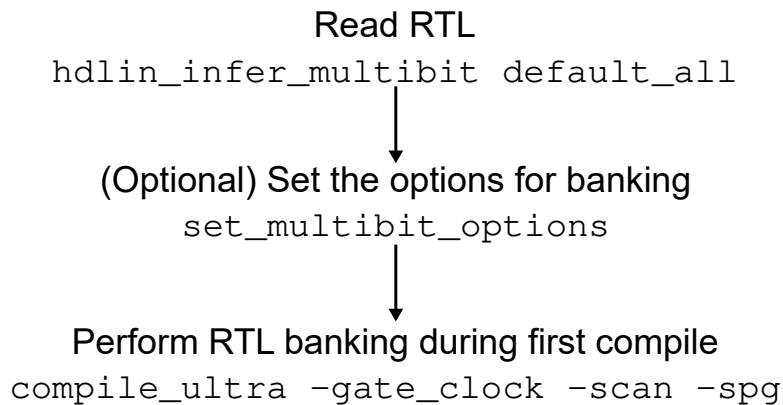 Read RTL
hdlin_infer_multibit default_all
(Optional) Set the options for banking
set_multibit_options
Perform RTL banking during first compile
compile_ultra –gate_clock –scan –spg